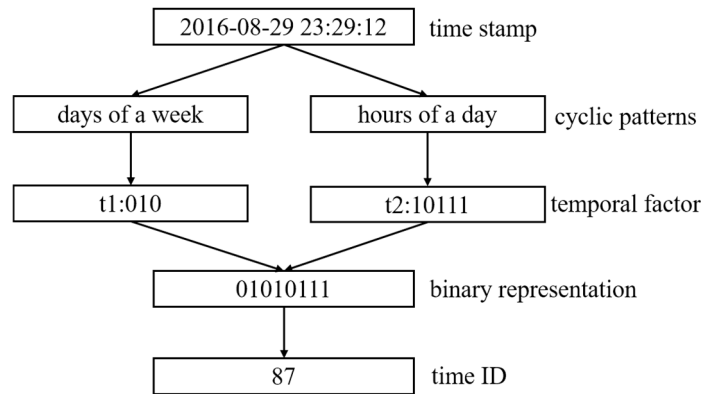 2016-08-29 23:29:12 time stamp
days of a week hours of a day cyclic patterns
t1:010 t2:10111 temporal factor
01010111 binary representation
87 time ID